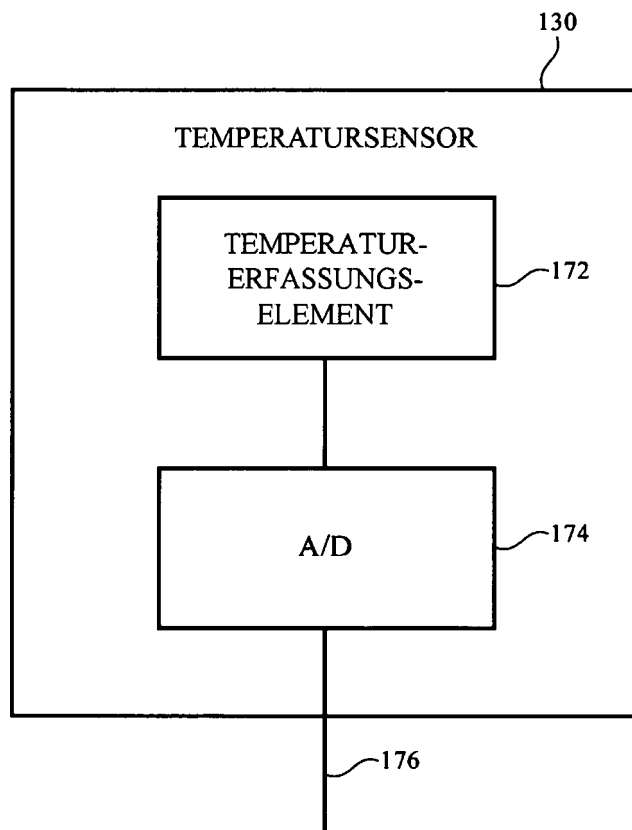 130
TEMPERATURSENSOR
TEMPERATUR-
ERFASSUNGS-
ELEMENT
172
A/D
174
176